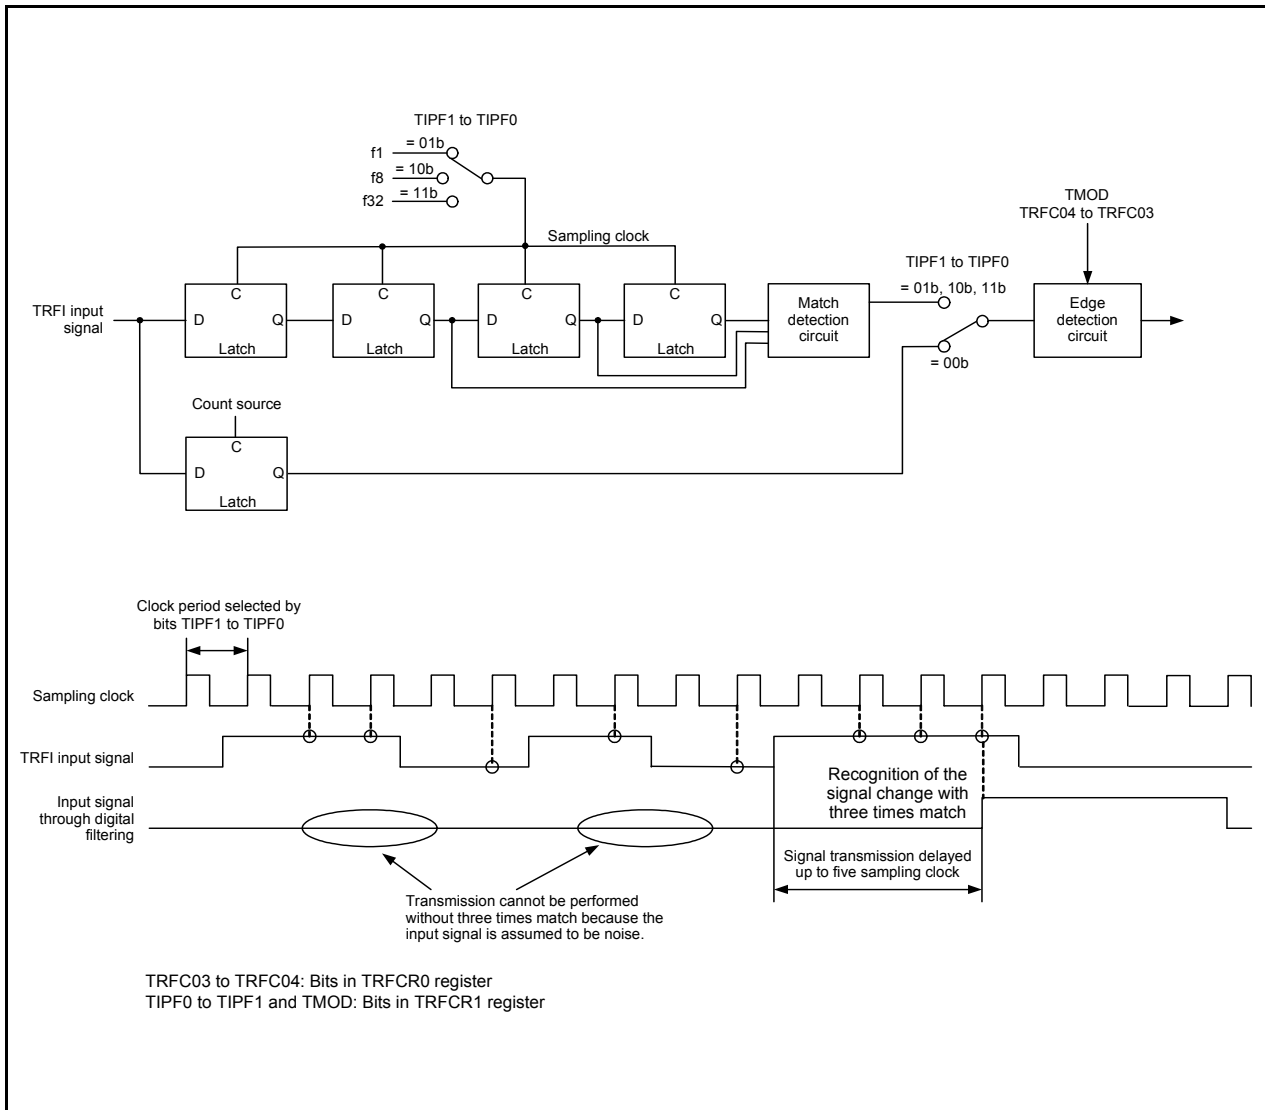 TIPF1 to TIPF0
f1
= 01b
f8
= 10b
f32
= 11b
Sampling clock
TMOD
TRFC04 to TRFC03
TIPF1 to TIPF0
= 01b, 10b, 11b
= 00b
TRFI input
signal
C
D
Q
Latch
C
D
Q
Latch
C
D
Q
Latch
C
D
Q
Latch
Match
detection
circuit
Edge
detection
circuit
Count source
C
D
Q
Latch
Clock period selected by
bits TIPF1 to TIPF0
Sampling clock
TRFI input signal
Input signal
through digital
filtering
Recognition of the
signal change with
three times match
Signal transmission delayed
up to five sampling clock
Transmission cannot be performed
without three times match because the
input signal is assumed to be noise.
TRFC03 to TRFC04: Bits in TRFCR0 register
TIPF0 to TIPF1 and TMOD: Bits in TRFCR1 register